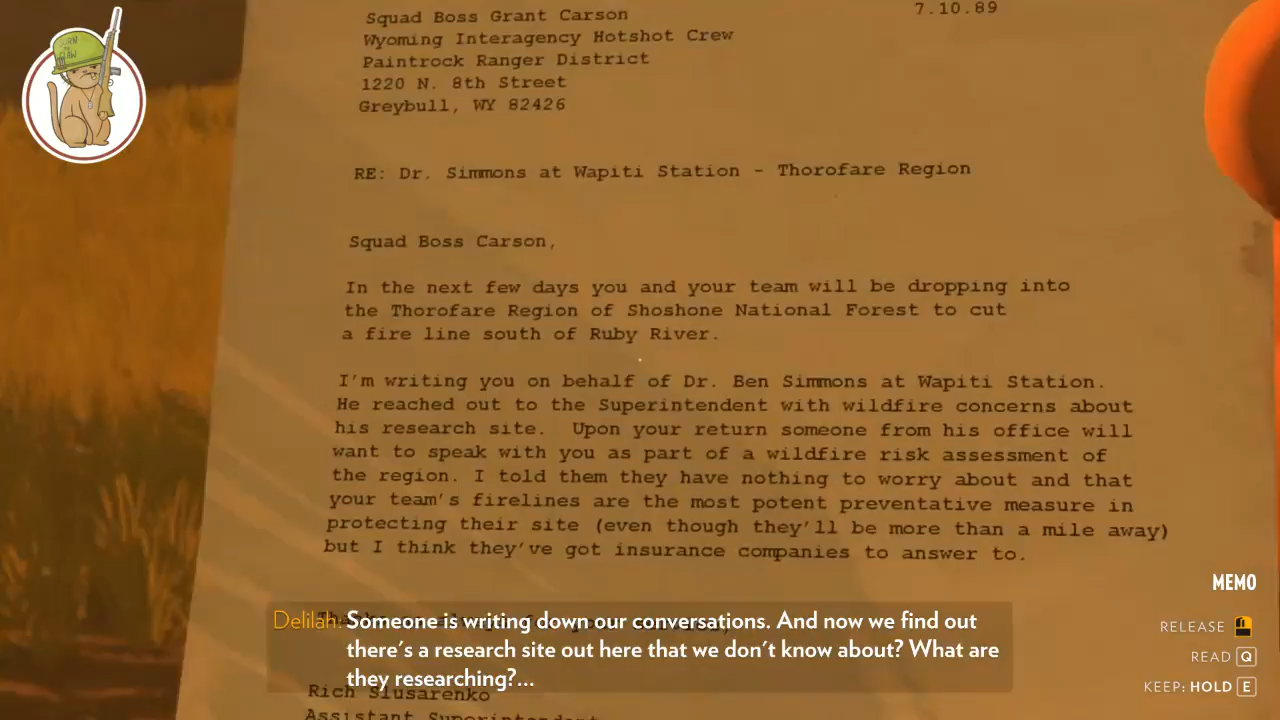 7.10.89
Squad Boss Grant Carson
Wyoming Interagency Hotshot Crew
Paintrock Ranger District
1220 N. 8th Street
Greybull, WY 82426
RE: Dr. Simmons at Wapiti Station - Thorofare Region
Squad Boss Carson,
In the next few days you and your team will be dropping into
the Thorofare Region of Shoshone National Forest to cut
a fire line south of Ruby River.
I'm writing you on behalf of Dr. Ben Simmons at Wapiti Station.
He reached out to the Superintendent with wildfire concerns about
his research site. Upon your return someone from his office will
want to speak with you as part of a wildfire risk assessment of
the region. I told them they have nothing to worry about and that
your team's firelines are the most potent preventative measure in
protecting their site (even though they'll be more than a mile away)
but I think they've got insurance companies to answer to.
Delilah: Someone is writing down our conversations. And now we find out
there's a research site out here that we don't know about? What are
they researching?...
Rich Slusarenko
Assistant Superintendent
MEMO
RELEASE
READ Q
KEEP: HOLD E